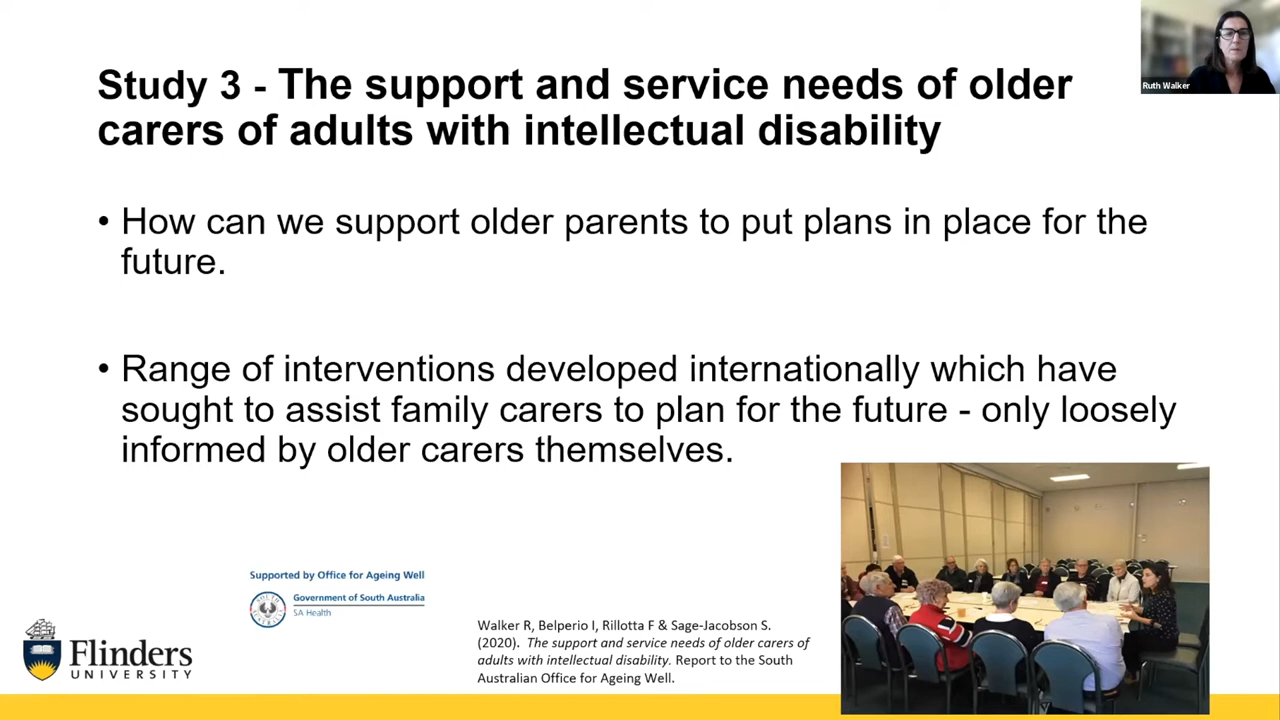 Study 3 - The support and service needs of older
carers of adults with intellectual disability
Ruth Walker
• How can we support older parents to put plans in place for the
future.
• Range of interventions developed internationally which have
sought to assist family carers to plan for the future - only loosely
informed by older carers themselves.
Supported by Office for Ageing Well
Government of South Australia
SA Health
Walker R, Belperio I, Rillotta F & Sage-Jacobson S.
(2020). The support and service needs of older carers of
adults with intellectual disability. Report to the South
Australian Office for Ageing Well.
Flinders
UNIVERSITY